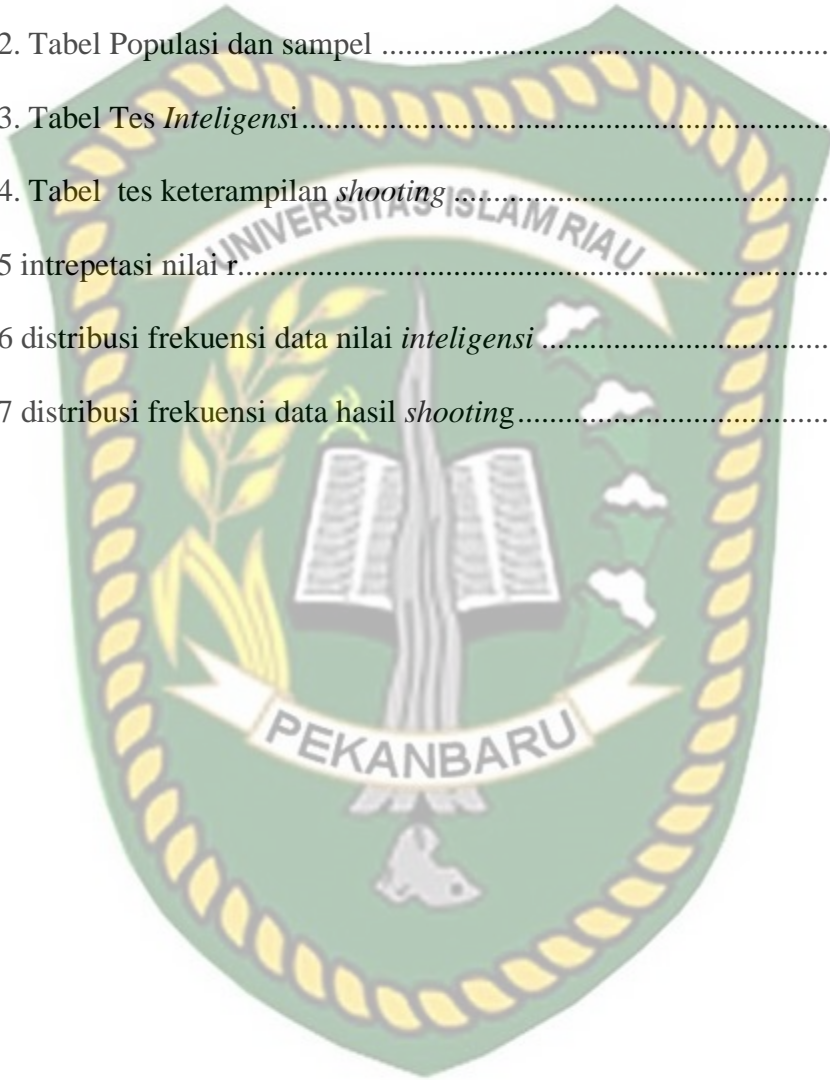 2. Tabel Populasi dan sampel ........................................................
3. Tabel Tes Inteligensi ........................................................
4. Tabel tes keterampilan shooting ........................................................
UNIVERSITAS ISLAM RIAU
5 intrepetasi nilai r ........................................................
6 distribusi frekuensi data nilai inteligensi ........................................................
7 distribusi frekuensi data hasil shooting ........................................................
PEKANBARU